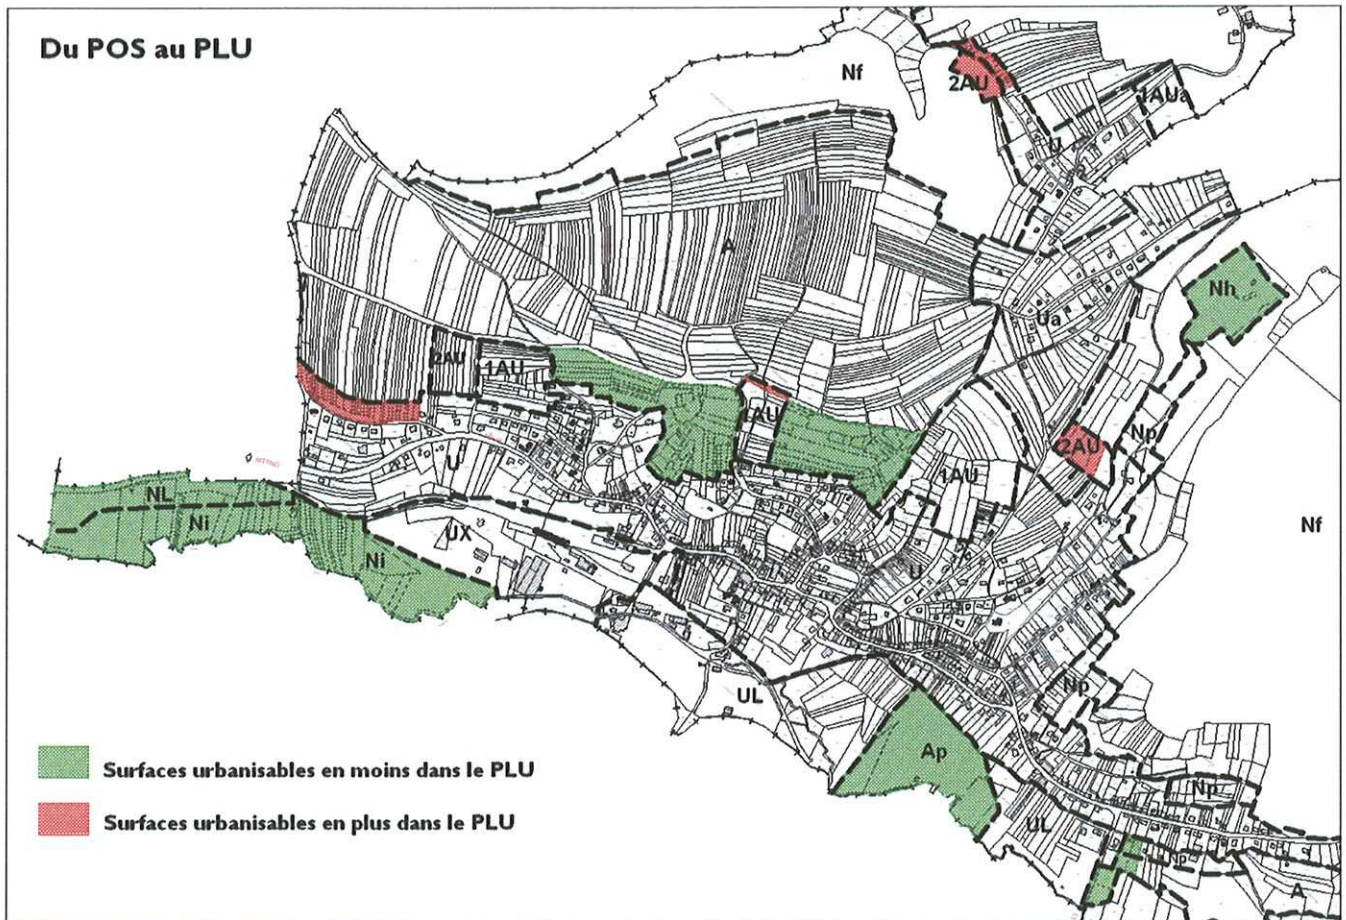 Du POS au PLU
Nf
2AU
1AUa
U
A
Nh
Ua
2AU
1AU
1AU
2AU
Np
U
1AU
NL
Ni
Nf
UX
Ni
U
Np
UL
Ap
Surfaces urbanisables en moins dans le PLU
Np
Surfaces urbanisables en plus dans le PLU
UL
Np
A